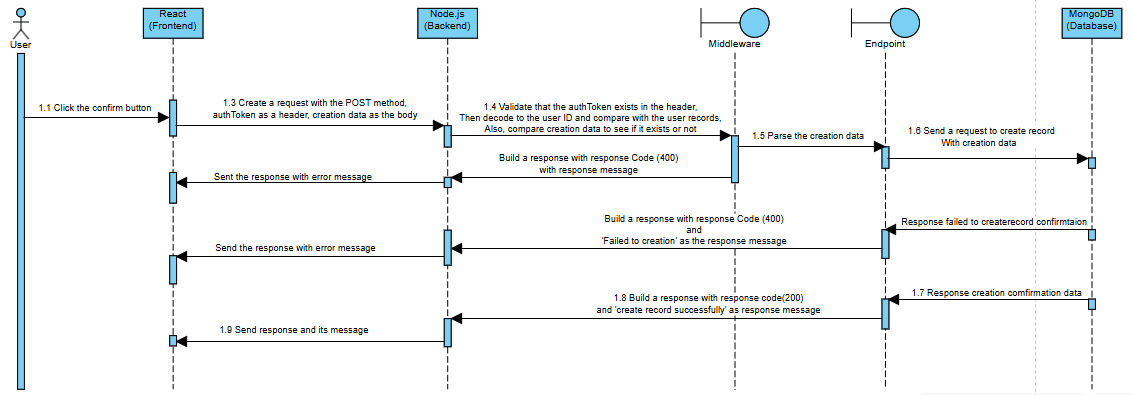 React
(Frontend)
Node.js
(Backend)
MongoDB
(Database)
User
Middleware
Endpoint
1.1 Click the confirm button
1.3 Create a request with the POST method,
authToken as a header, creation data as the body
1.4 Validate that the authToken exists in the header,
Then decode to the user ID and compare with the user records,
Also, compare creation data to see if it exists or not
1.5 Parse the creation data
1.6 Send a request to create record
With creation data
Build a response with response Code (400)
with response message
Sent the response with error message
Response failed to createrecord confirmtaion
Build a response with response Code (400)
and
'Failed to creation' as the response message
Send the response with error message
1.7 Response creation comfirmation data
1.8 Build a response with response code(200)
and 'create record successfully' as response message
1.9 Send response and its message